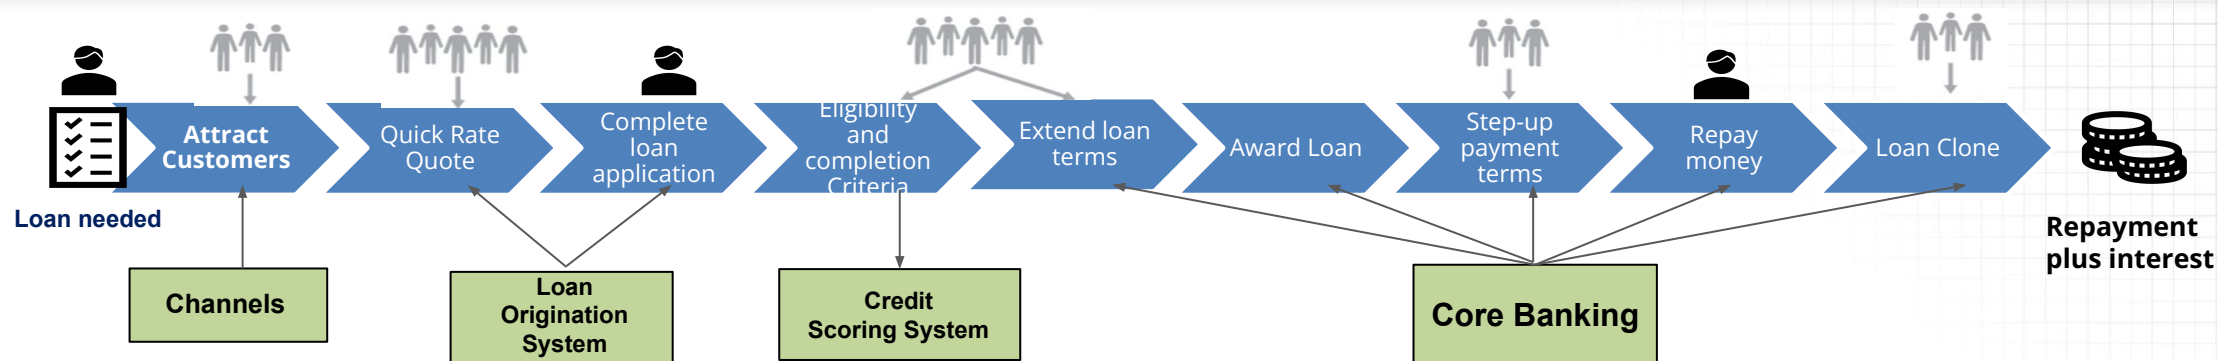 Attract
Customers
Quick Rate
Quote
Complete
loan
application
Eligibility
and
completion
Criteria
Extend loan
terms
Award Loan
Step-up
payment
terms
Repay
money
Loan Clone
Loan needed
Repayment
plus interest
Channels
Loan
Origination
System
Credit
Scoring System
Core Banking